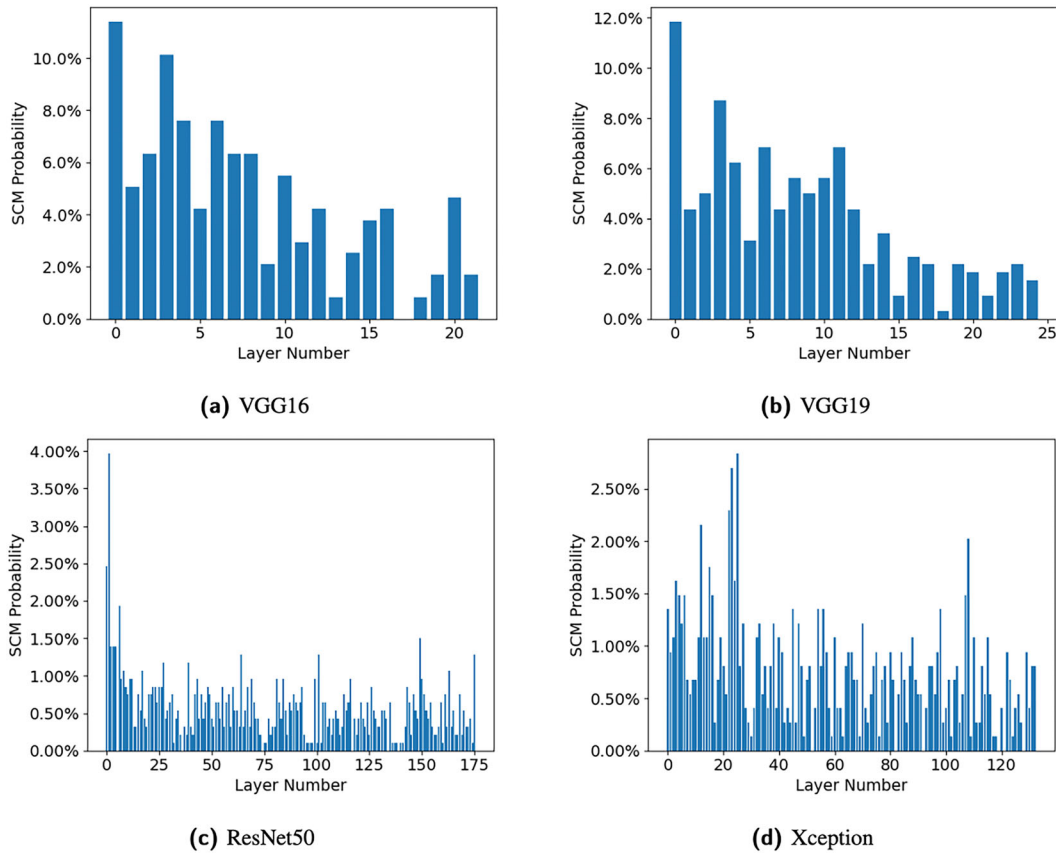 10.0%
8.0%
6.0%
4.0%
2.0%
0.0%
SCM Probability
0 5 10 15 20
Layer Number
(a) VGG16
12.0%
10.0%
8.0%
6.0%
4.0%
2.0%
0.0%
SCM Probability
0 5 10 15 20 25
Layer Number
(b) VGG19
4.00%
3.50%
3.00%
2.50%
2.00%
1.50%
1.00%
0.50%
0.00%
SCM Probability
0 25 50 75 100 125 150 175
Layer Number
(c) ResNet50
2.50%
2.00%
1.50%
1.00%
0.50%
0.00%
SCM Probability
0 20 40 60 80 100 120
Layer Number
(d) Xception